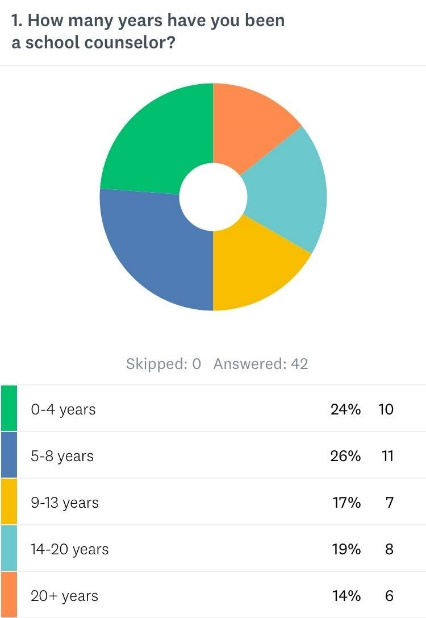 1. How many years have you been
a school counselor?
Skipped: 0 Answered: 42
0-4 years 24% 10
5-8 years 26% 11
9-13 years 17% 7
14-20 years 19% 8
20+ years 14% 6